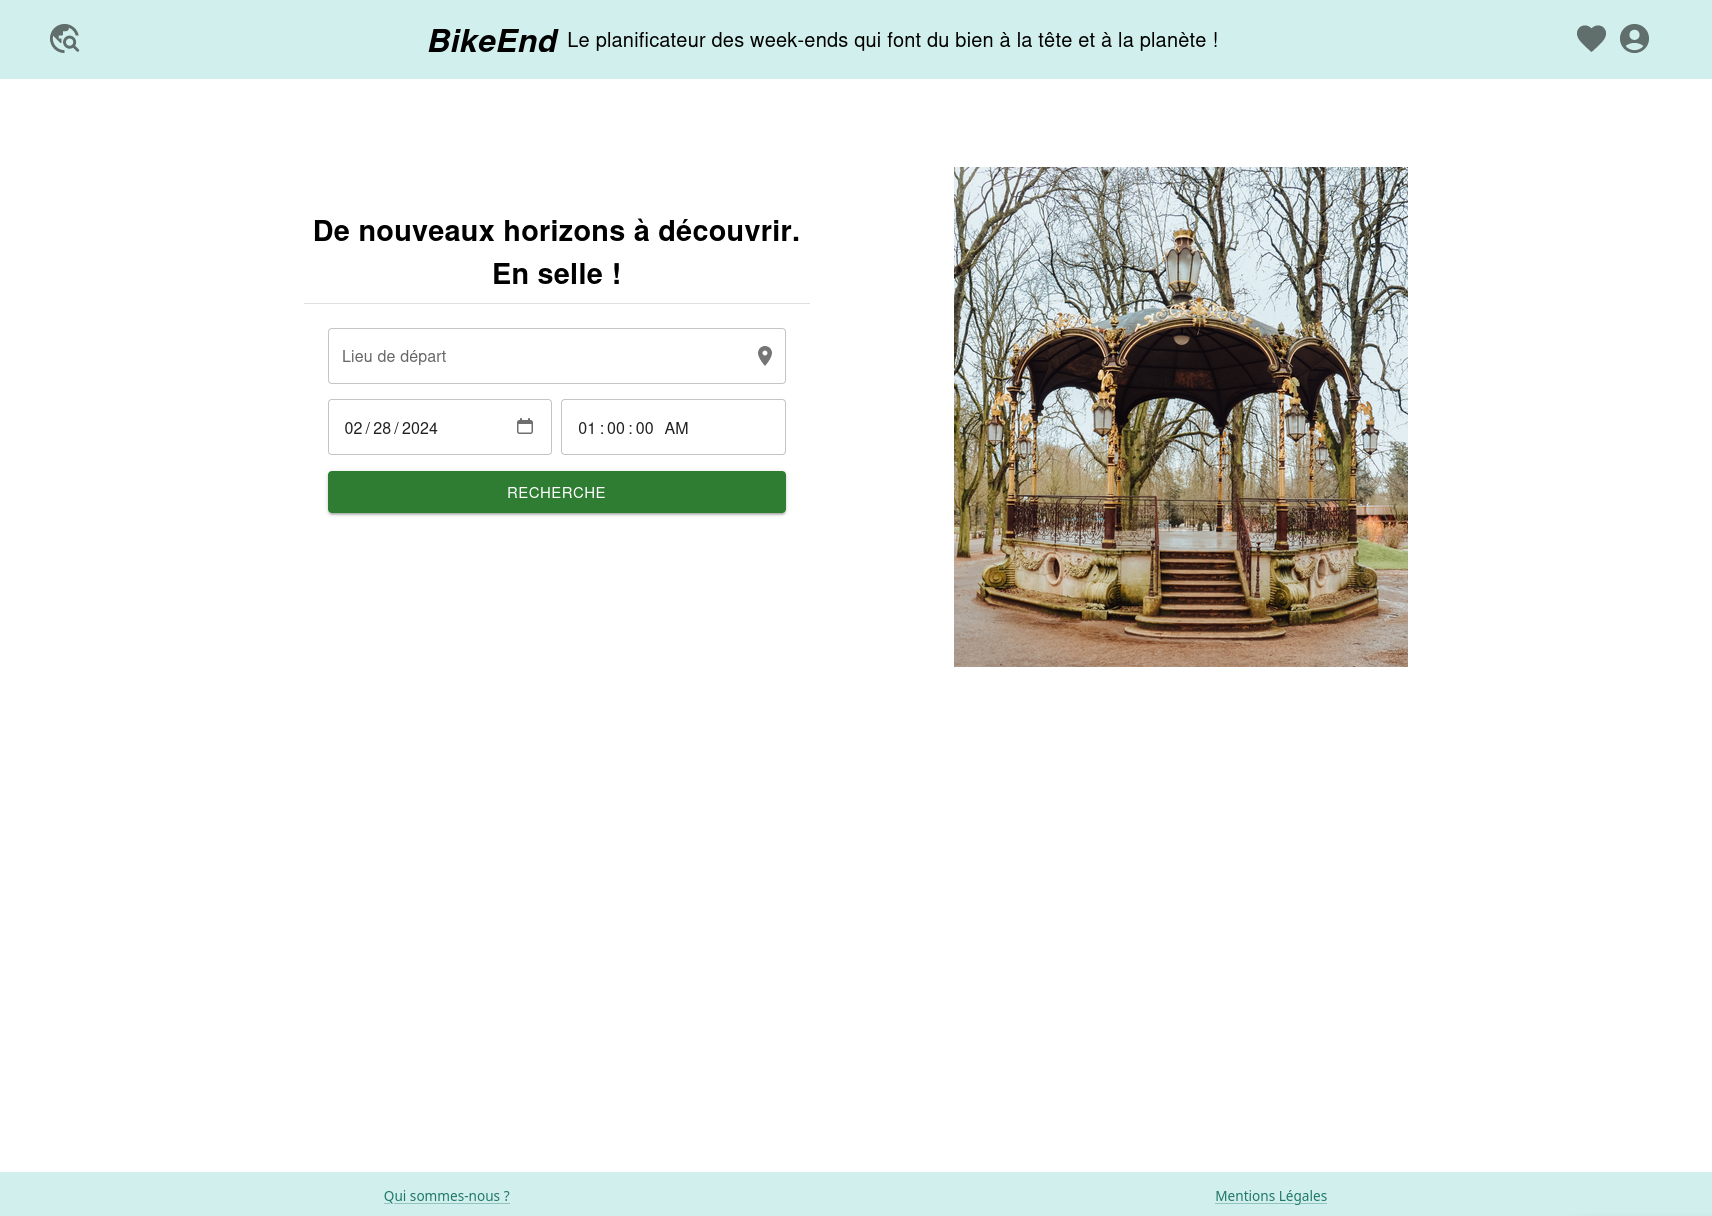 BikeEnd Le planificateur des week-ends qui font du bien à la tête et à la planète !
De nouveaux horizons à découvrir.
En selle !
Lieu de départ
02/28/2024
01:00:00 AM
RECHERCHE
Qui sommes-nous ?
Mentions Légales